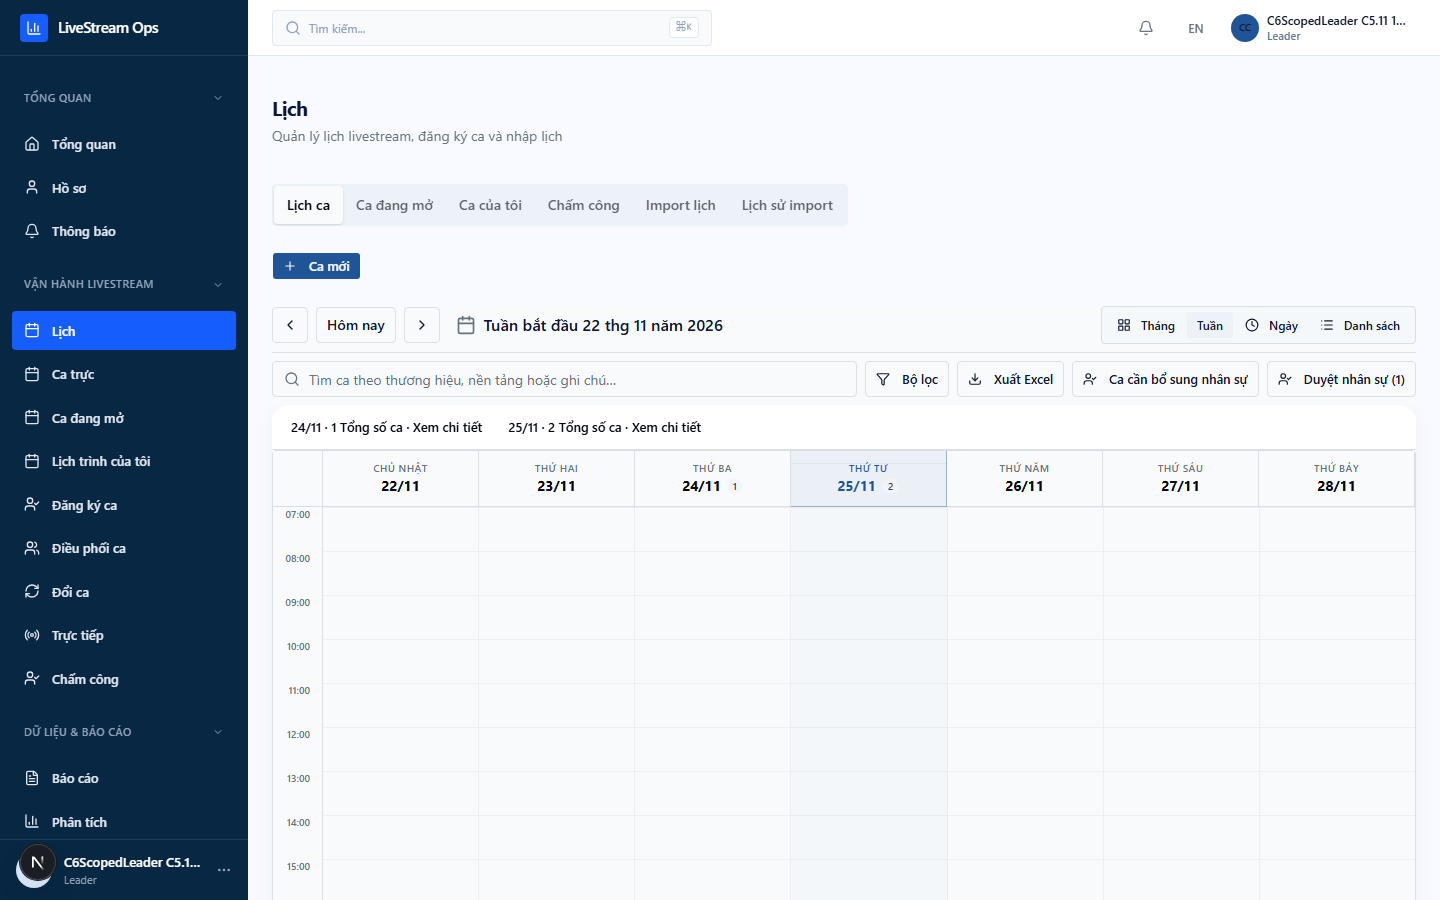 LiveStream Ops
TỔNG QUAN
Tổng quan
Hồ sơ
Thông báo
VẬN HÀNH LIVESTREAM
Lịch
Ca trực
Ca đang mở
Lịch trình của tôi
Đăng ký ca
Điều phối ca
Đổi ca
Trực tiếp
Chấm công
DỮ LIỆU & BÁO CÁO
Báo cáo
Phân tích
N
C6ScopedLeader C5.1...
Leader
Tìm kiếm...
⌘K
EN
CC
C6ScopedLeader C5.11 1...
Leader
Lịch
Quản lý lịch livestream, đăng ký ca và nhập lịch
Lịch ca Ca đang mở Ca của tôi Chấm công Import lịch Lịch sử import
Ca mới
Hôm nay
Tuần bắt đầu 22 thg 11 năm 2026
Tháng Tuần Ngày Danh sách
Tìm ca theo thương hiệu, nền tảng hoặc ghi chú...
Bộ lọc
Xuất Excel
Ca cần bổ sung nhân sự
Duyệt nhân sự (1)
24/11 · 1 Tổng số ca · Xem chi tiết 25/11 · 2 Tổng số ca · Xem chi tiết
CHỦ NHẬT THỨ HAI THỨ BA THỨ TƯ THỨ NĂM THỨ SÁU THỨ BẢY
22/11 23/11 24/11 1 25/11 2 26/11 27/11 28/11
07:00
08:00
09:00
10:00
11:00
12:00
13:00
14:00
15:00